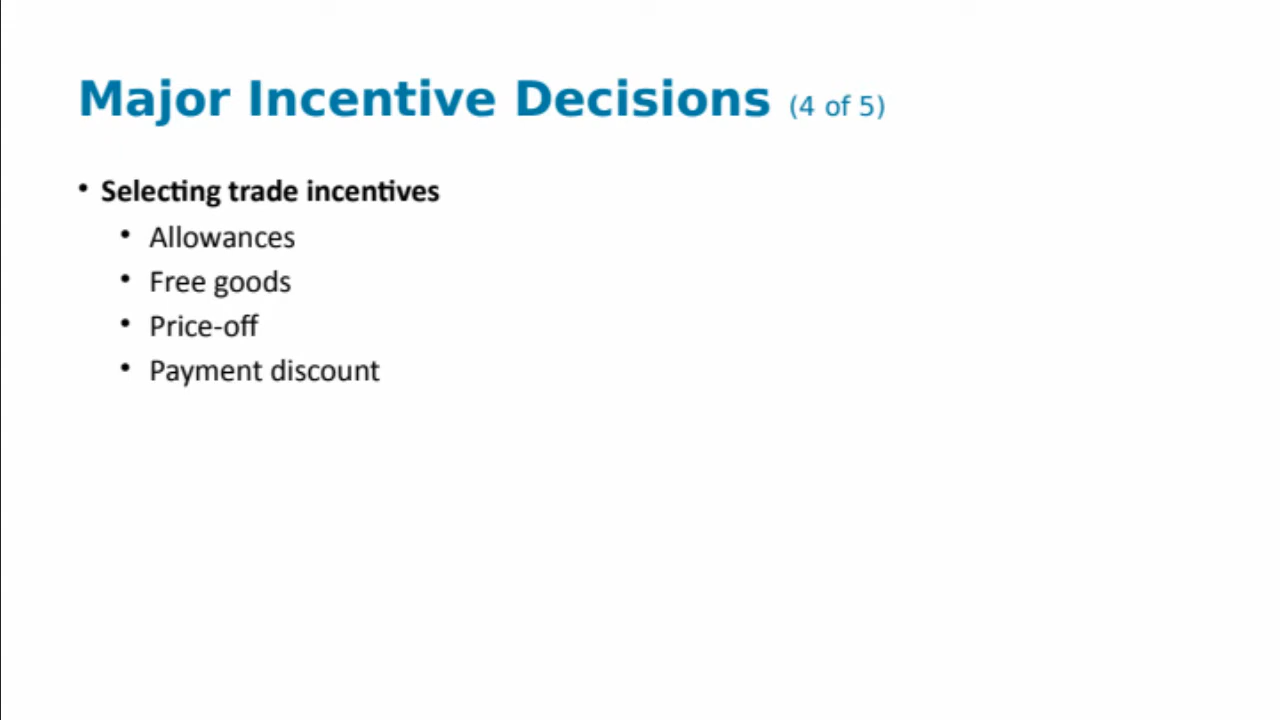 Major Incentive Decisions (4 of 5)
• Selecting trade incentives
• Allowances
• Free goods
• Price-off
• Payment discount